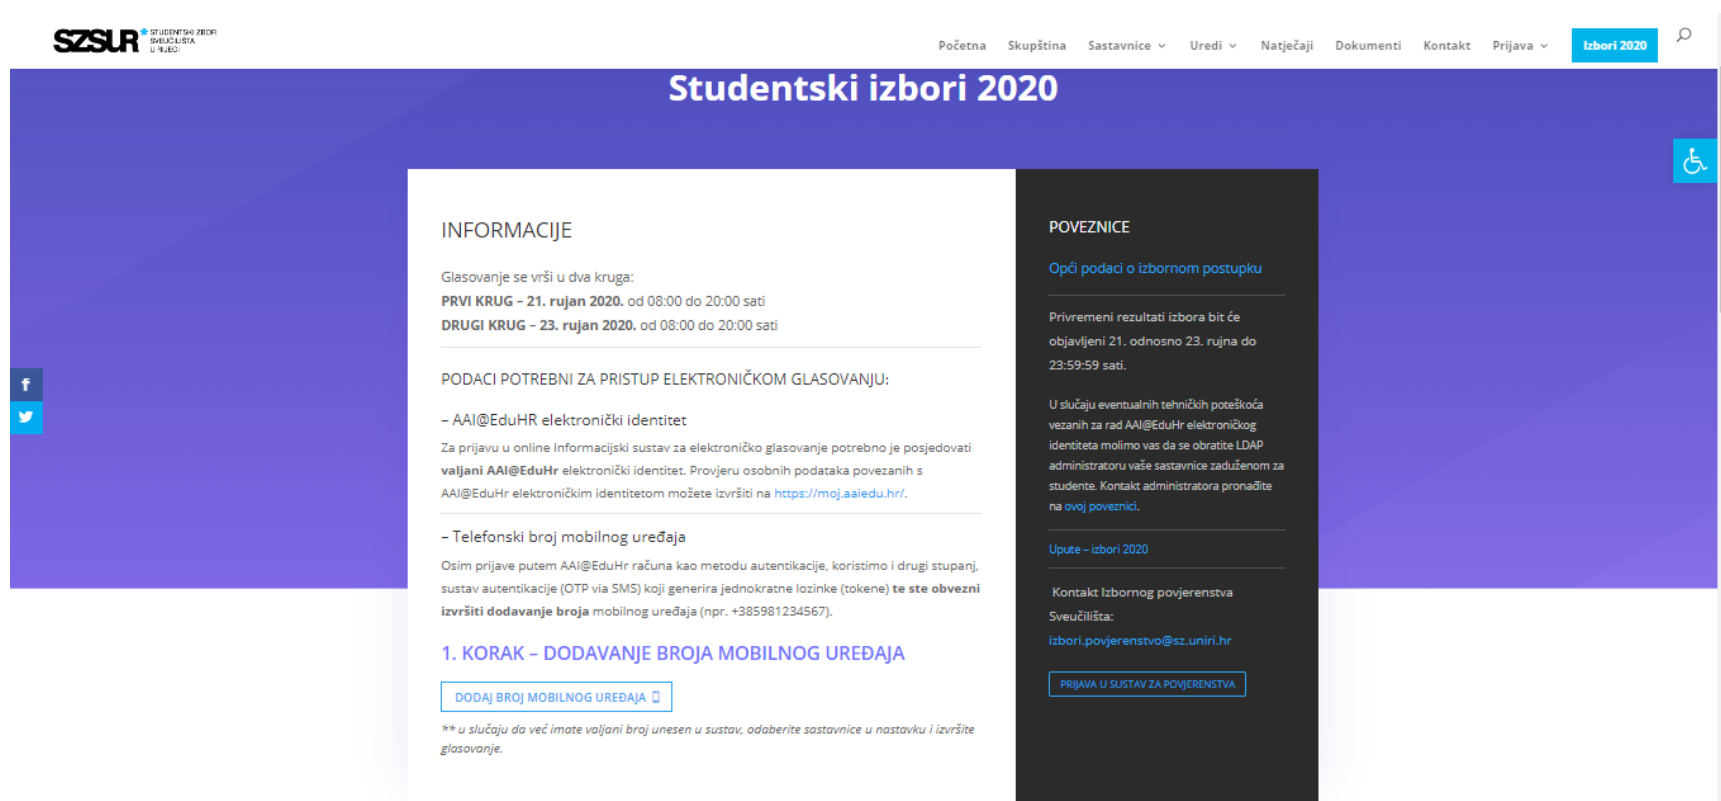 SZSUR
STUDENTSKI ZBOR
SVEUČILIŠTA
U RIJECI
Početna
Skupština
Sastavnice
Uredi
Natječaji
Dokumenti
Kontakt
Prijava
Izbori 2020
Studentski izbori 2020
INFORMACIJE
Glasovanje se vrši u dva kruga:
PRVI KRUG – 21. rujan 2020. od 08:00 do 20:00 sati
DRUGI KRUG – 23. rujan 2020. od 08:00 do 20:00 sati
PODACI POTREBNI ZA PRISTUP ELEKTRONIČKOM GLASOVANJU:
– AAI@EduHR elektronički identitet
Za prijavu u online Informacijski sustav za elektroničko glasovanje potrebno je posjedovati
valjani AAI@EduHr elektronički identitet. Provjeru osobnih podataka povezanih s
AAI@EduHr elektroničkim identitetom možete izvršiti na https://moj.aaiedu.hr/.
– Telefonski broj mobilnog uređaja
Osim prijave putem AAI@EduHr računa kao metodu autentikacije, koristimo i drugi stupanj,
sustav autentikacije (OTP via SMS) koji generira jednokratne lozinke (tokene) te ste obvezni
izvršiti dodavanje broja mobilnog uređaja (npr. +385981234567).
1. KORAK – DODAVANJE BROJA MOBILNOG UREĐAJA
DODAJ BROJ MOBILNOG UREĐAJA
** u slučaju da već imate valjani broj unesen u sustav, odaberite sastavnice u nastavku i izvršite
glasovanje.
POVEZNICE
Opći podaci o izbornom postupku
Privremeni rezultati izbora bit će
objavljeni 21. odnosno 23. rujna do
23:59:59 sati.
U slučaju eventualnih tehničkih poteškoća
vezanih za rad AAI@EduHr elektroničkog
identiteta molimo vas da se obratite LDAP
administratoru vaše sastavnice zaduženom za
studente. Kontakt administratora pronađite
na ovoj poveznici.
Upute – izbori 2020
Kontakt Izbornog povjerenstva
Sveučilišta:
izbori.povjerenstvo@sz.uniri.hr
PRIJAVA U SUSTAV ZA POVJERENSTVA